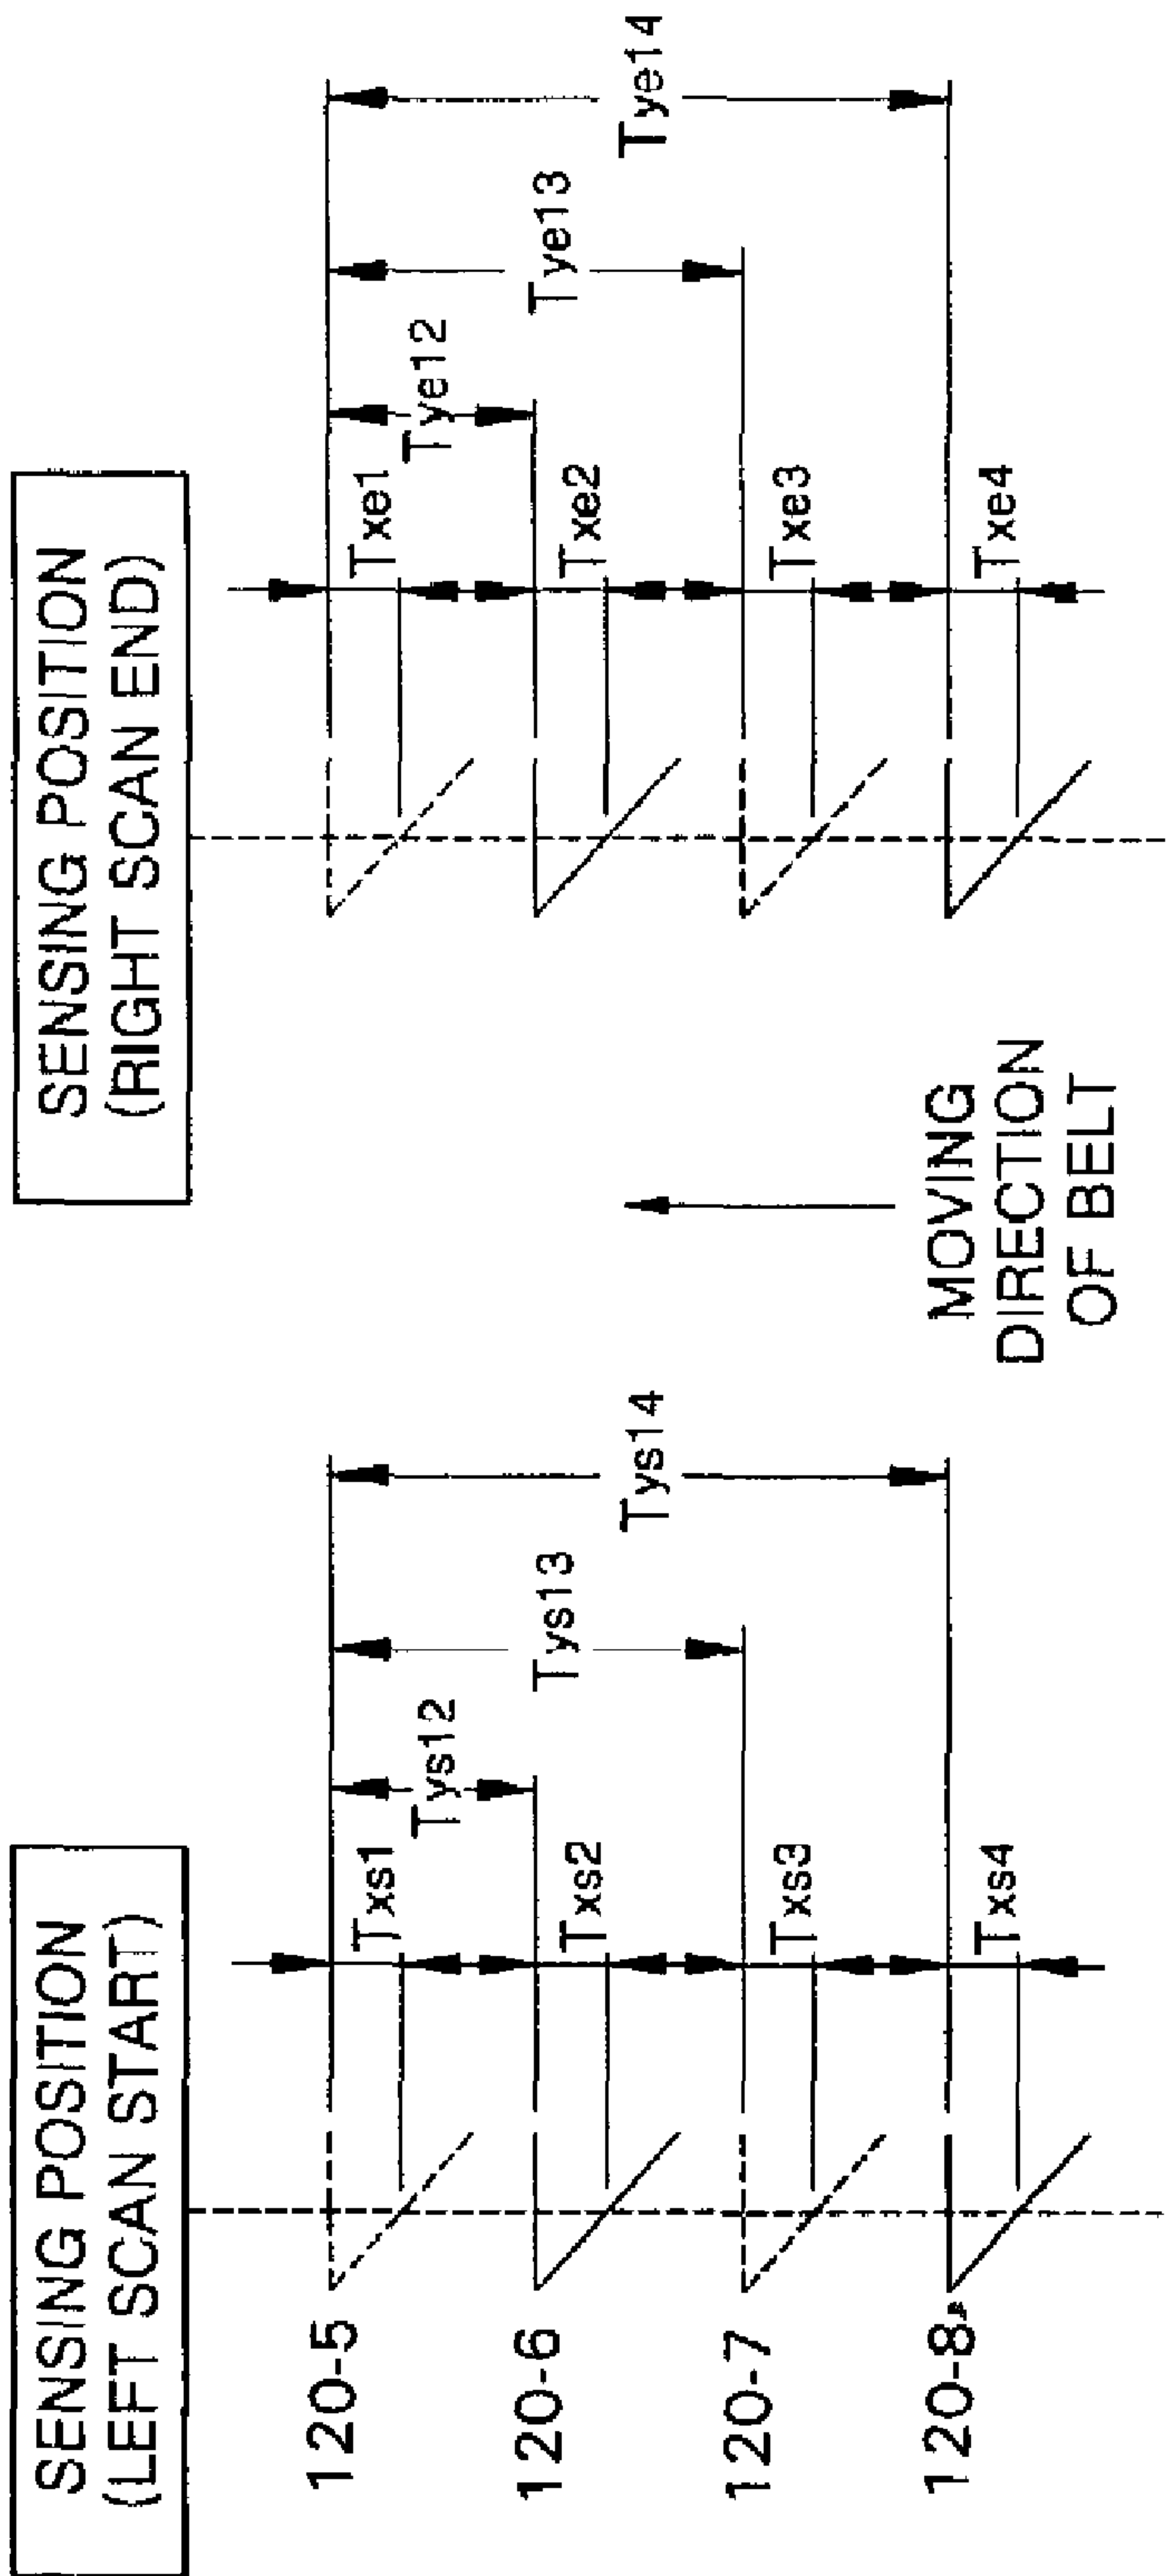 SENSING POSITION
(LEFT SCAN START)
120-5
120-6
120-7
120-8
Txs1
Txs2
Txs3
Txs4
Tys12
Tys13
Tys14
MOVING
DIRECTION
OF BELT
SENSING POSITION
(RIGHT SCAN END)
Txe1
Txe2
Txe3
Txe4
Tye12
Tye13
Tye14